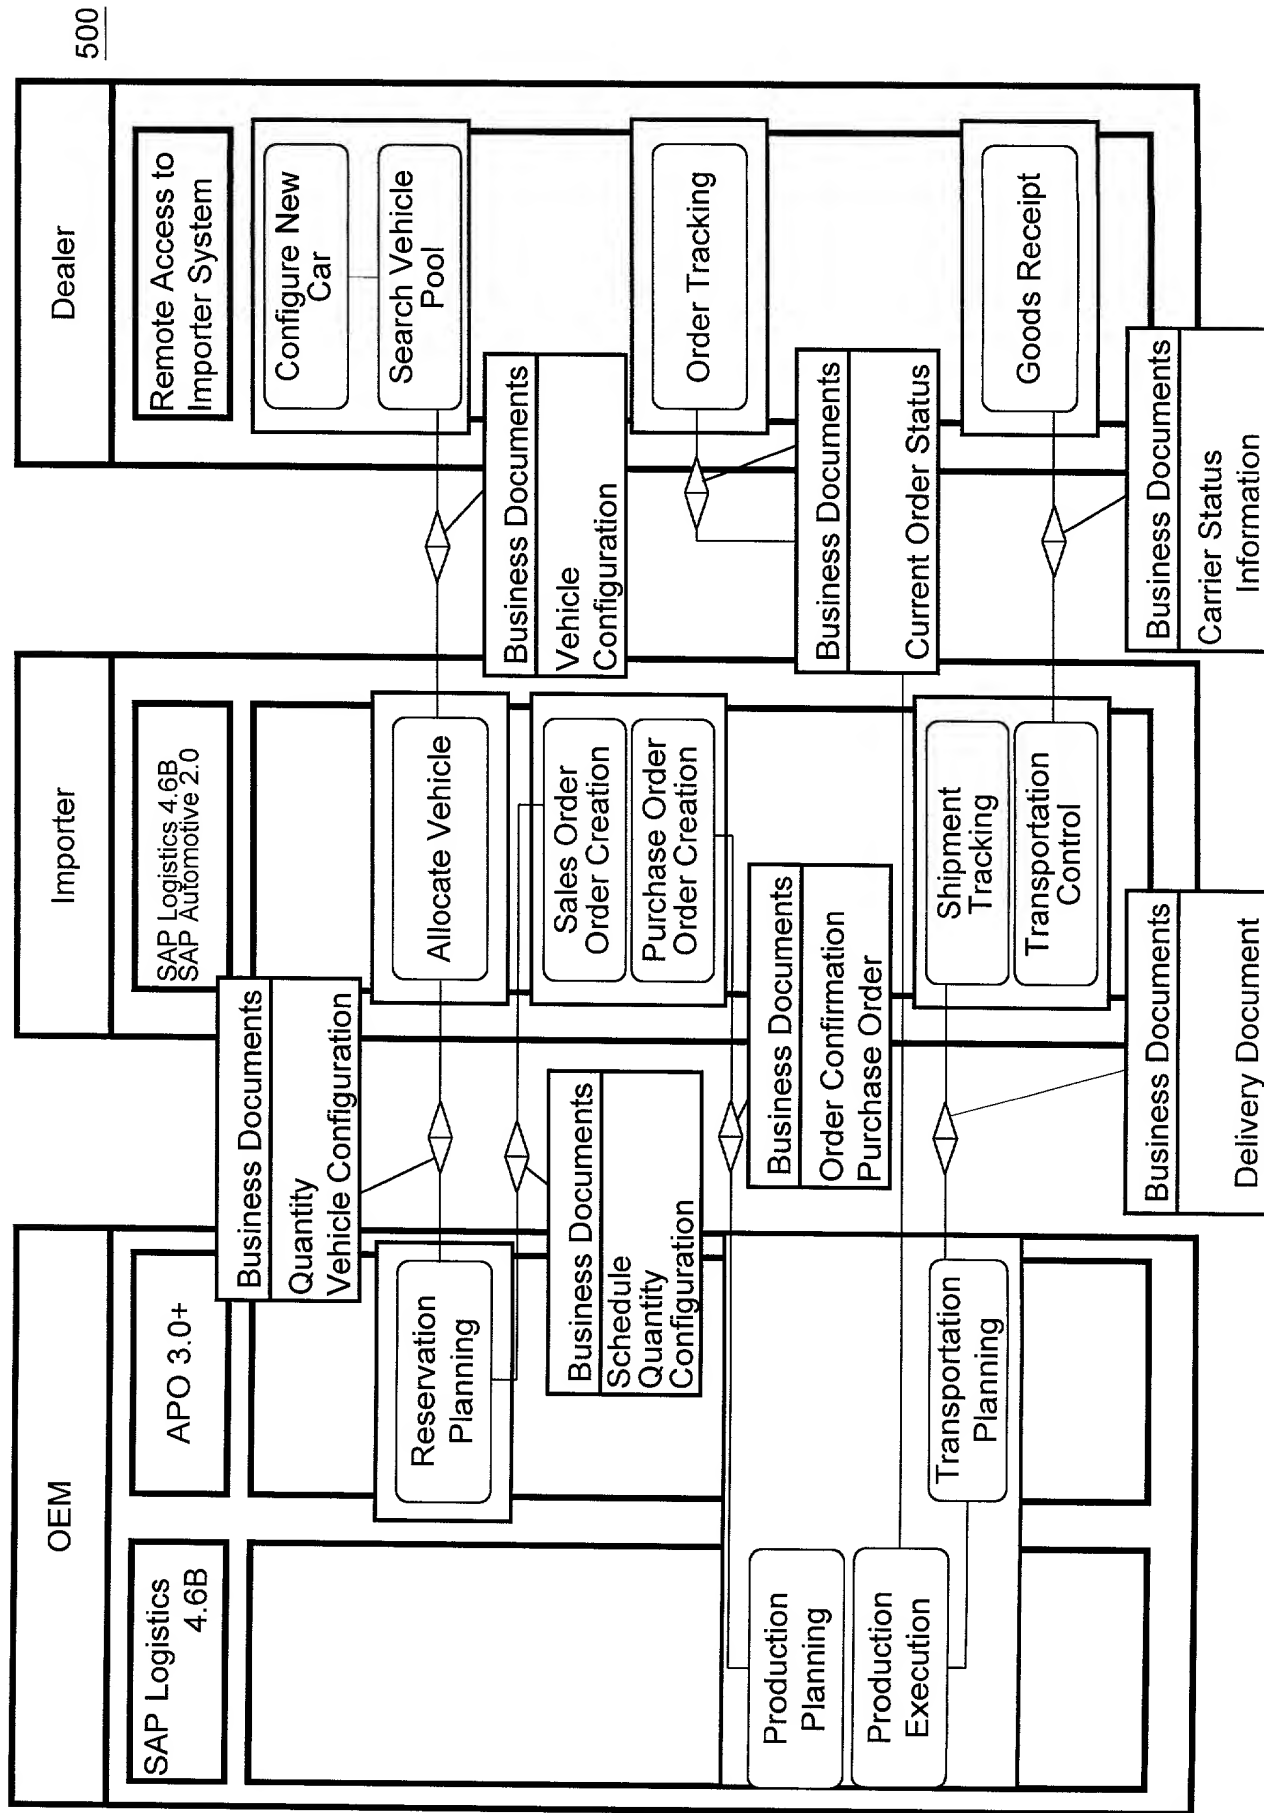 500
OEM
Importer
Dealer
SAP Logistics
4.6B
APO 3.0+
SAP Logistics 4.6B
SAP Automotive 2.0
Remote Access to
Importer System
Business Documents
Quantity
Vehicle Configuration
Configure New
Car
Search Vehicle
Pool
Reservation
Planning
Allocate Vehicle
Business Documents
Vehicle
Configuration
Business Documents
Schedule
Quantity
Configuration
Sales Order
Order Creation
Purchase Order
Order Creation
Order Tracking
Production
Planning
Business Documents
Order Confirmation
Purchase Order
Business Documents
Current Order Status
Production
Execution
Transportation
Planning
Shipment
Tracking
Transportation
Control
Goods Receipt
Business Documents
Delivery Document
Business Documents
Carrier Status
Information